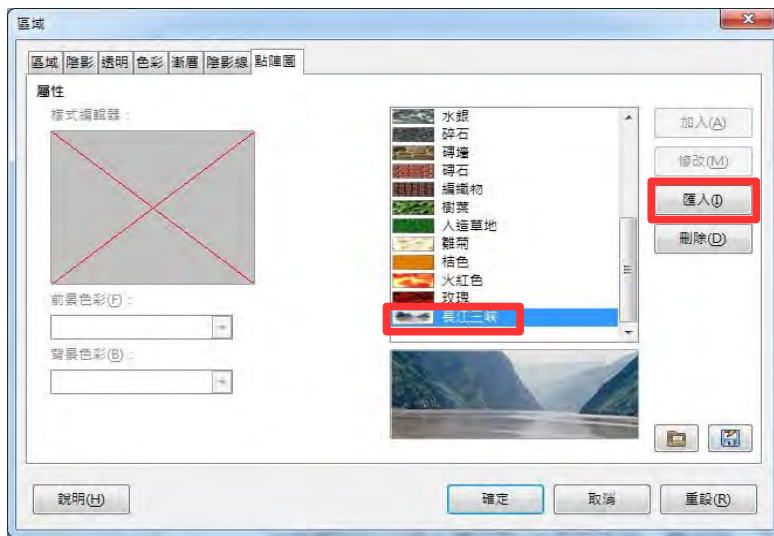 區域
區域 陰影 透明 色彩 漸層 陰影線 點陣圖
屬性
樣式編輯器：
水銀
碎石
磚墻
磚石
編織物
樹葉
人造草地
雛菊
桔色
火紅色
玫瑰
長江三峽
加入(A)
修改(M)
匯入(I)
刪除(D)
前景色彩(F)：
背景色彩(B)：
說明(H)
確定
取消
重設(R)